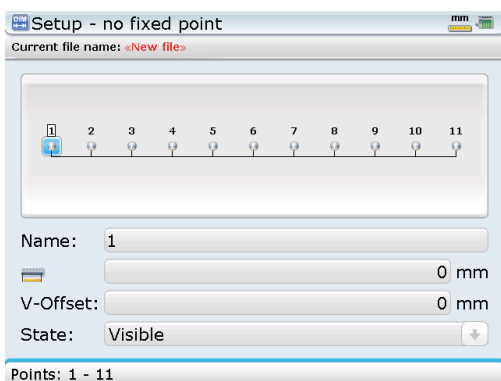 DIM Setup - no fixed point mm
Current file name: «New file»
1 2 3 4 5 6 7 8 9 10 11
Name: 1
0 mm
V-Offset: 0 mm
State: Visible
Points: 1 - 11